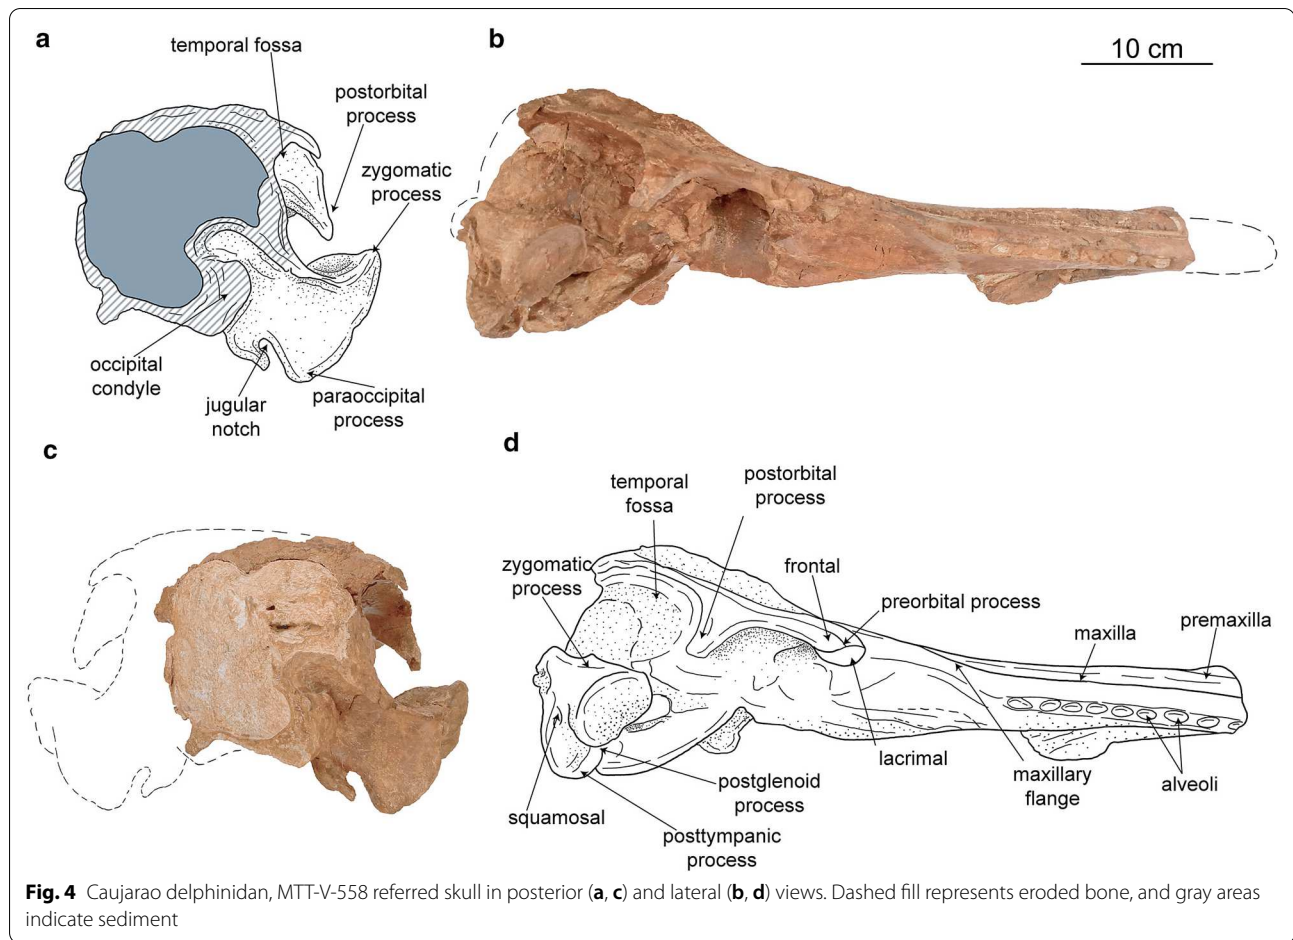 a
temporal fossa
postorbital
process
zygomatic
process
occipital
condyle
jugular
notch
paraoccipital
process
b
10 cm
c
d
temporal
fossa
postorbital
process
zygomatic
process
frontal
preorbital process
maxilla
premaxilla
lacrimal
maxillary
flange
alveoli
postglenoid
process
squamosal
posttympanic
process
Fig. 4 Caujarao delphinidan, MTT-V-558 referred skull in posterior (a, c) and lateral (b, d) views. Dashed fill represents eroded bone, and gray areas
indicate sediment